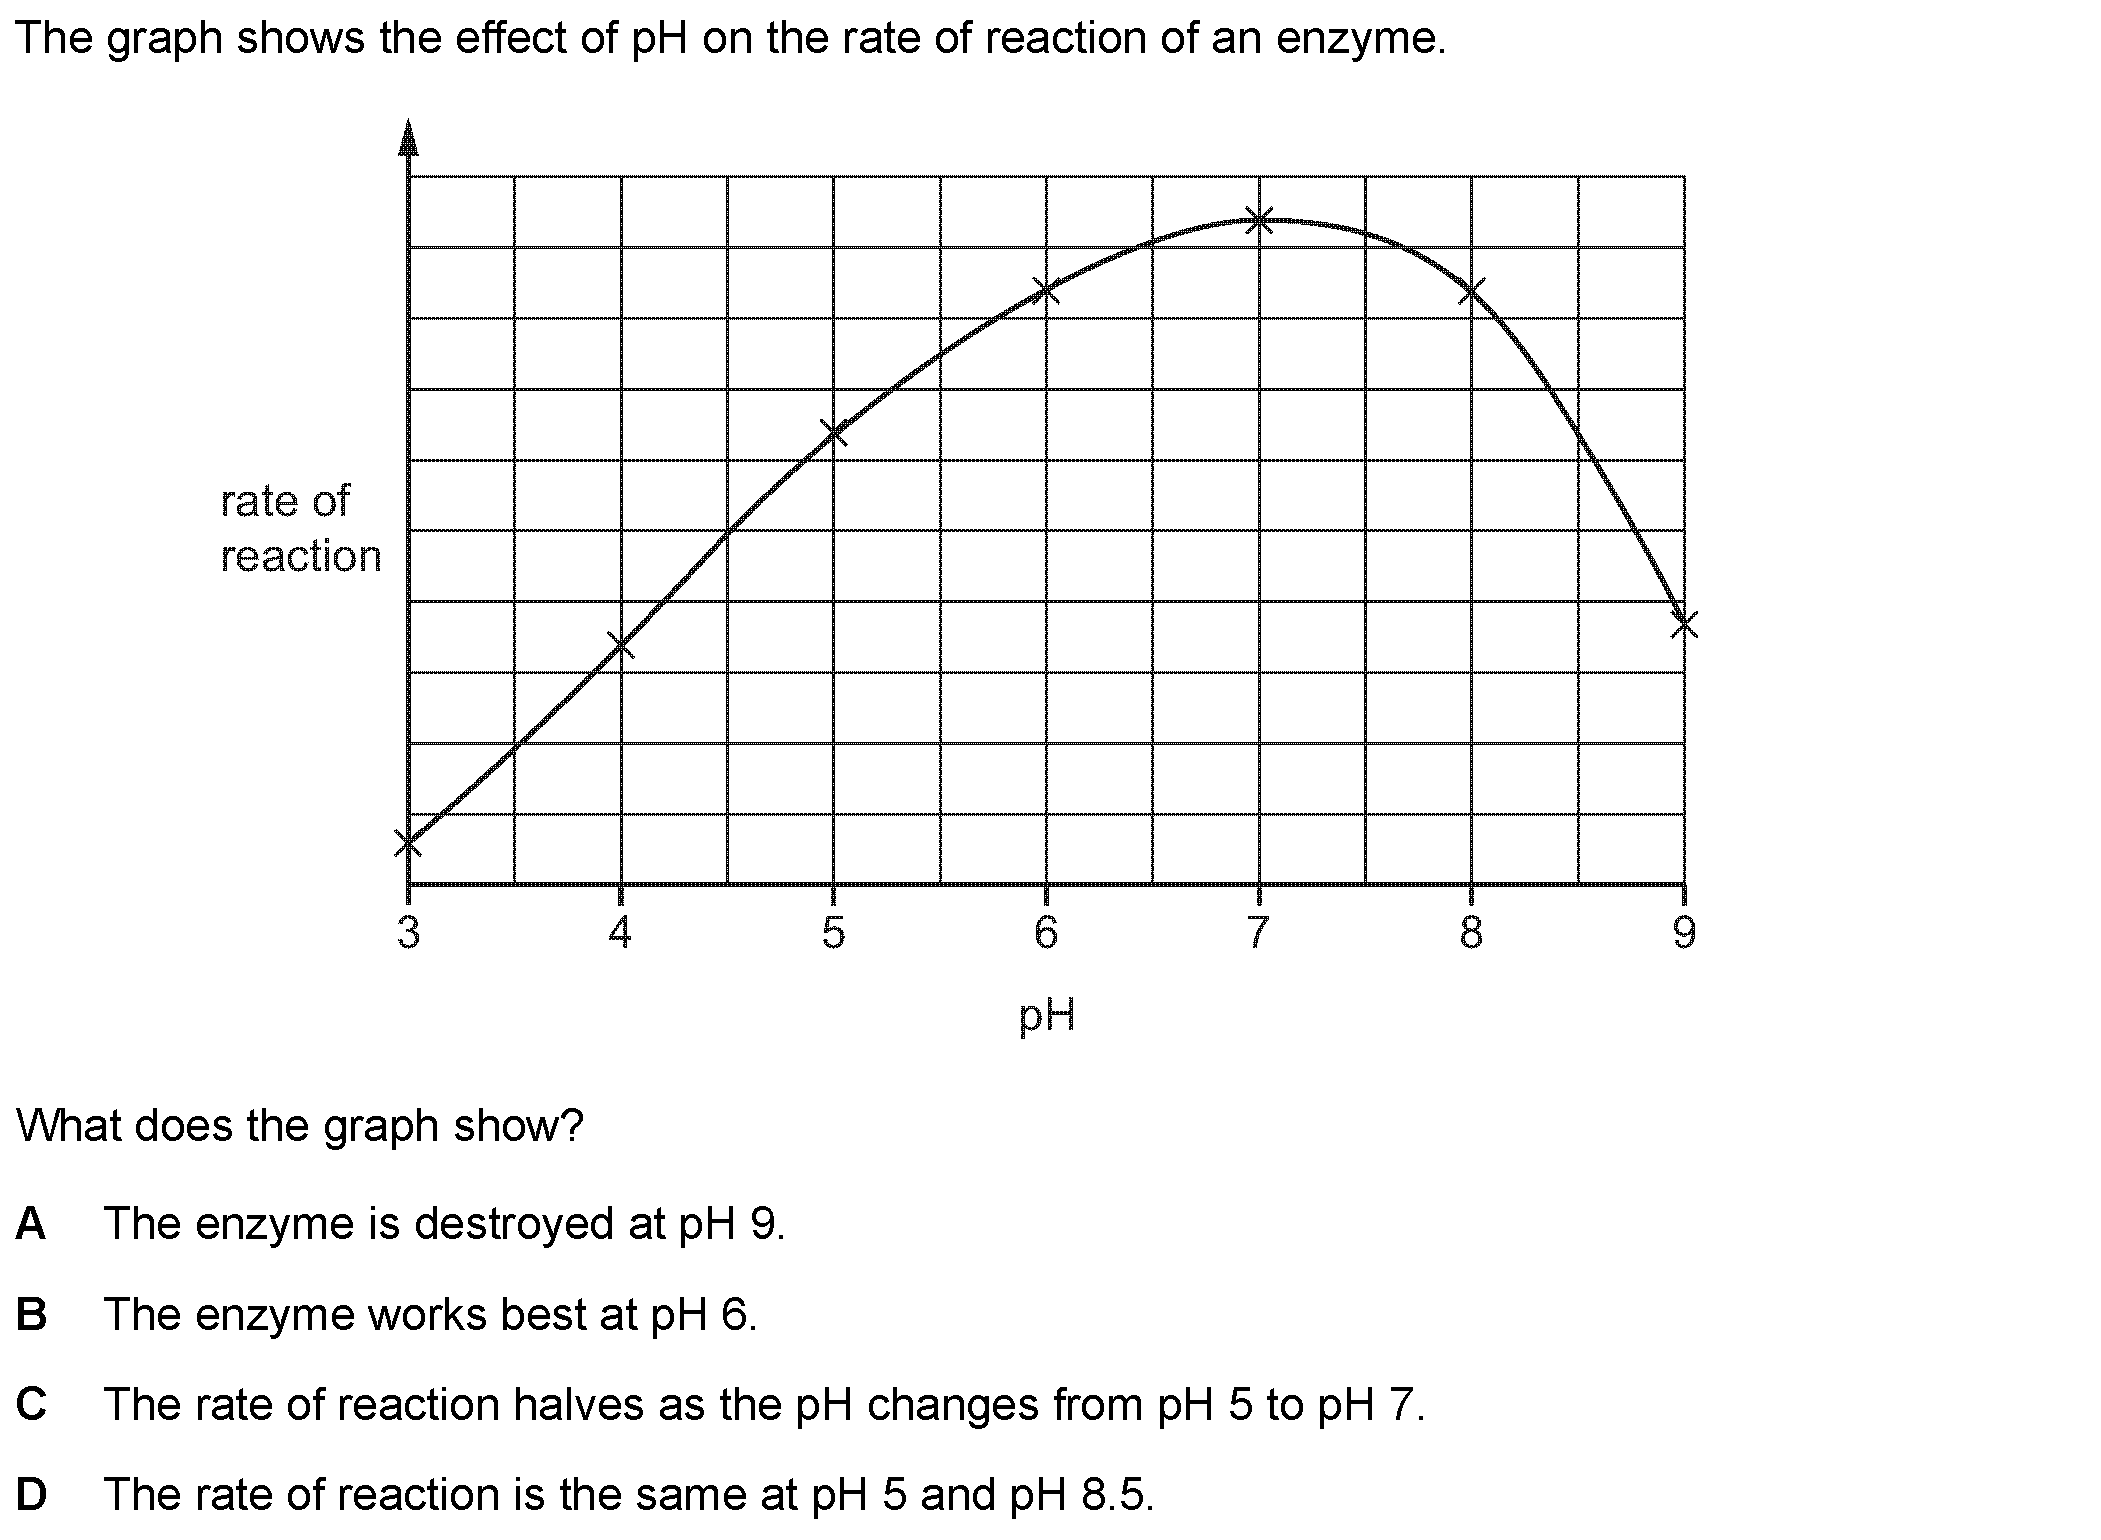 The graph shows the effect of pH on the rate of reaction of an enzyme.
rate of
reaction
3 4 5 6 7 8 9
pH
What does the graph show?
A The enzyme is destroyed at pH 9.
B The enzyme works best at pH 6.
C The rate of reaction halves as the pH changes from pH 5 to pH 7.
D The rate of reaction is the same at pH 5 and pH 8.5.